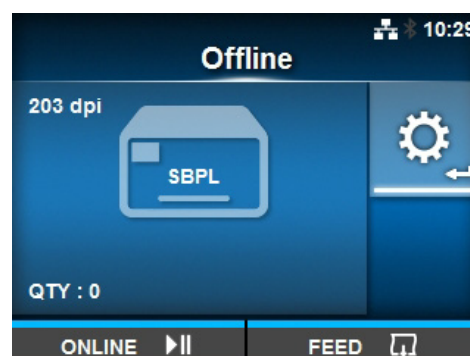 10:29
Offline
203 dpi
SBPL
QTY : 0
ONLINE FEED